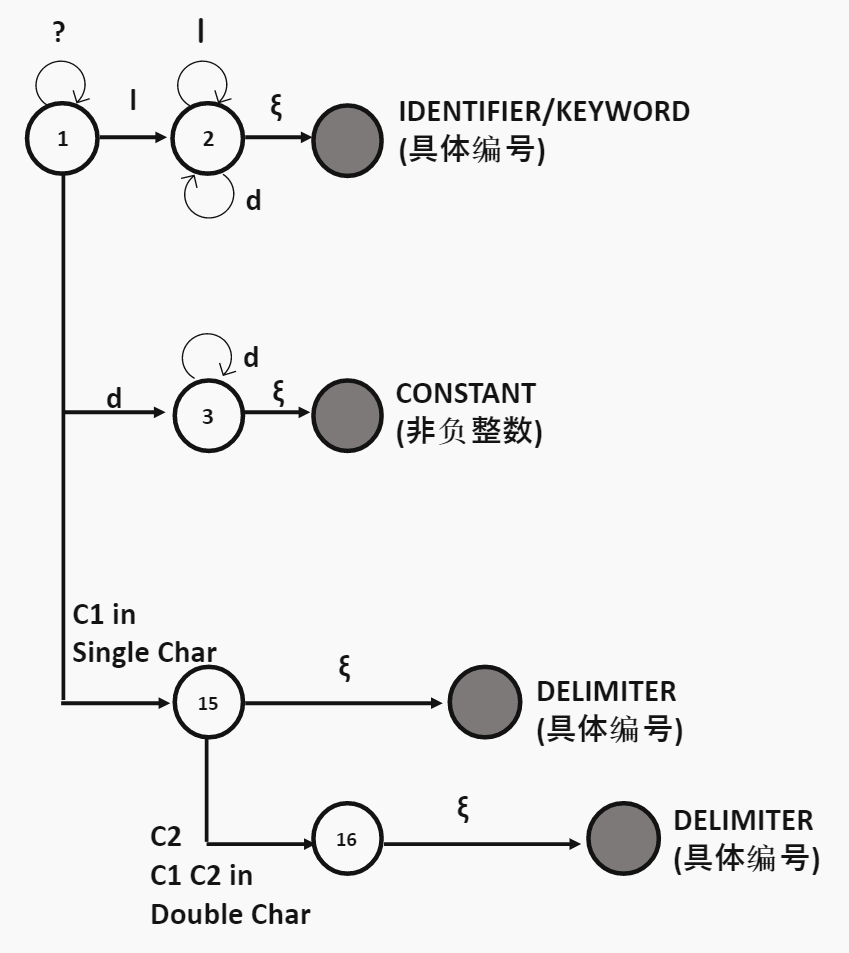 ?
l
l
ξ
1
2
d
IDENTIFIER/KEYWORD
(具体编号)
d
d
ξ
3
CONSTANT
(非负整数)
C1 in
Single Char
15
ξ
DELIMITER
(具体编号)
C2
C1 C2 in
Double Char
16
ξ
DELIMITER
(具体编号)